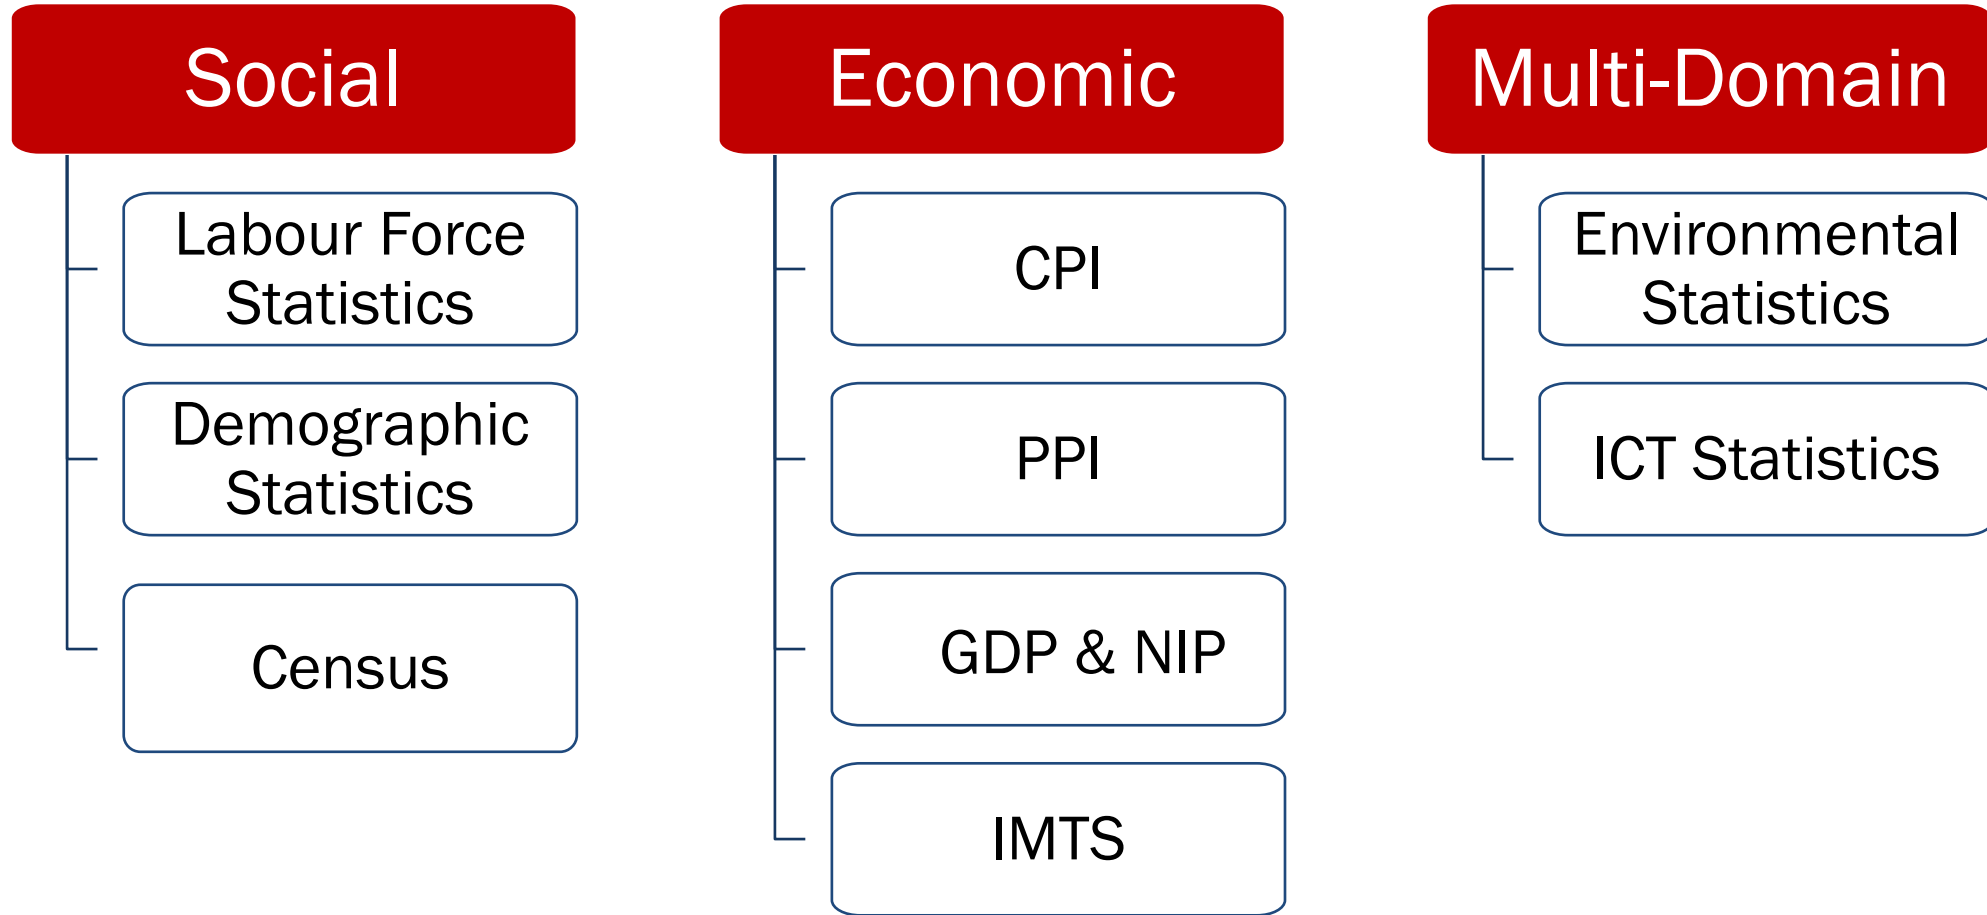 Social
Labour Force
Statistics
Demographic
Statistics
Census
Economic
CPI
PPI
GDP & NIP
IMTS
Multi-Domain
Environmental
Statistics
ICT Statistics